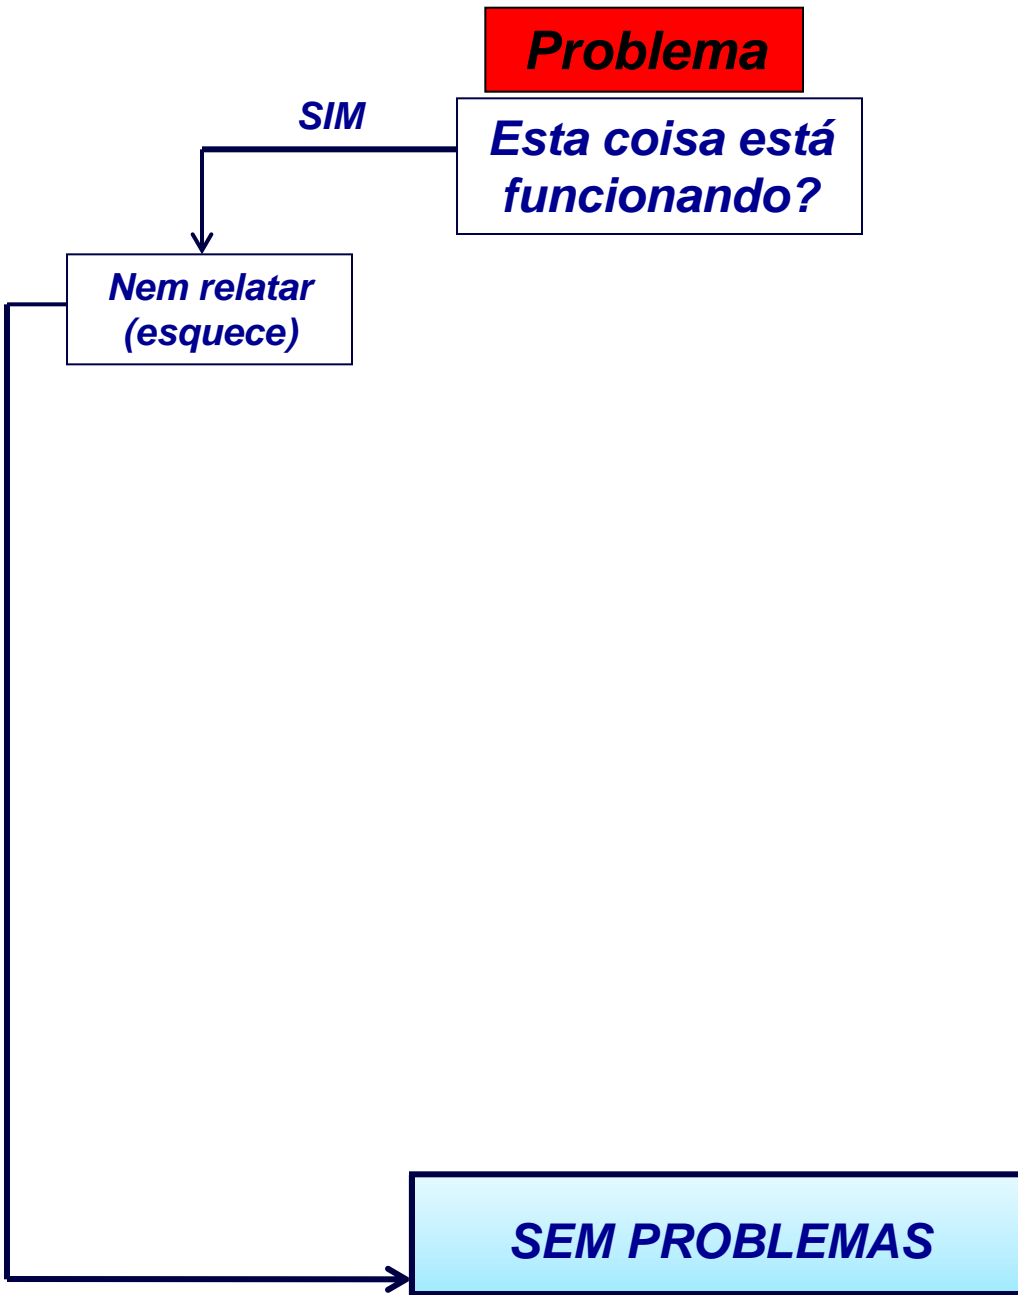 Problema
SIM
Esta coisa está
funcionando?
Nem relatar
(esquece)
SEM PROBLEMAS